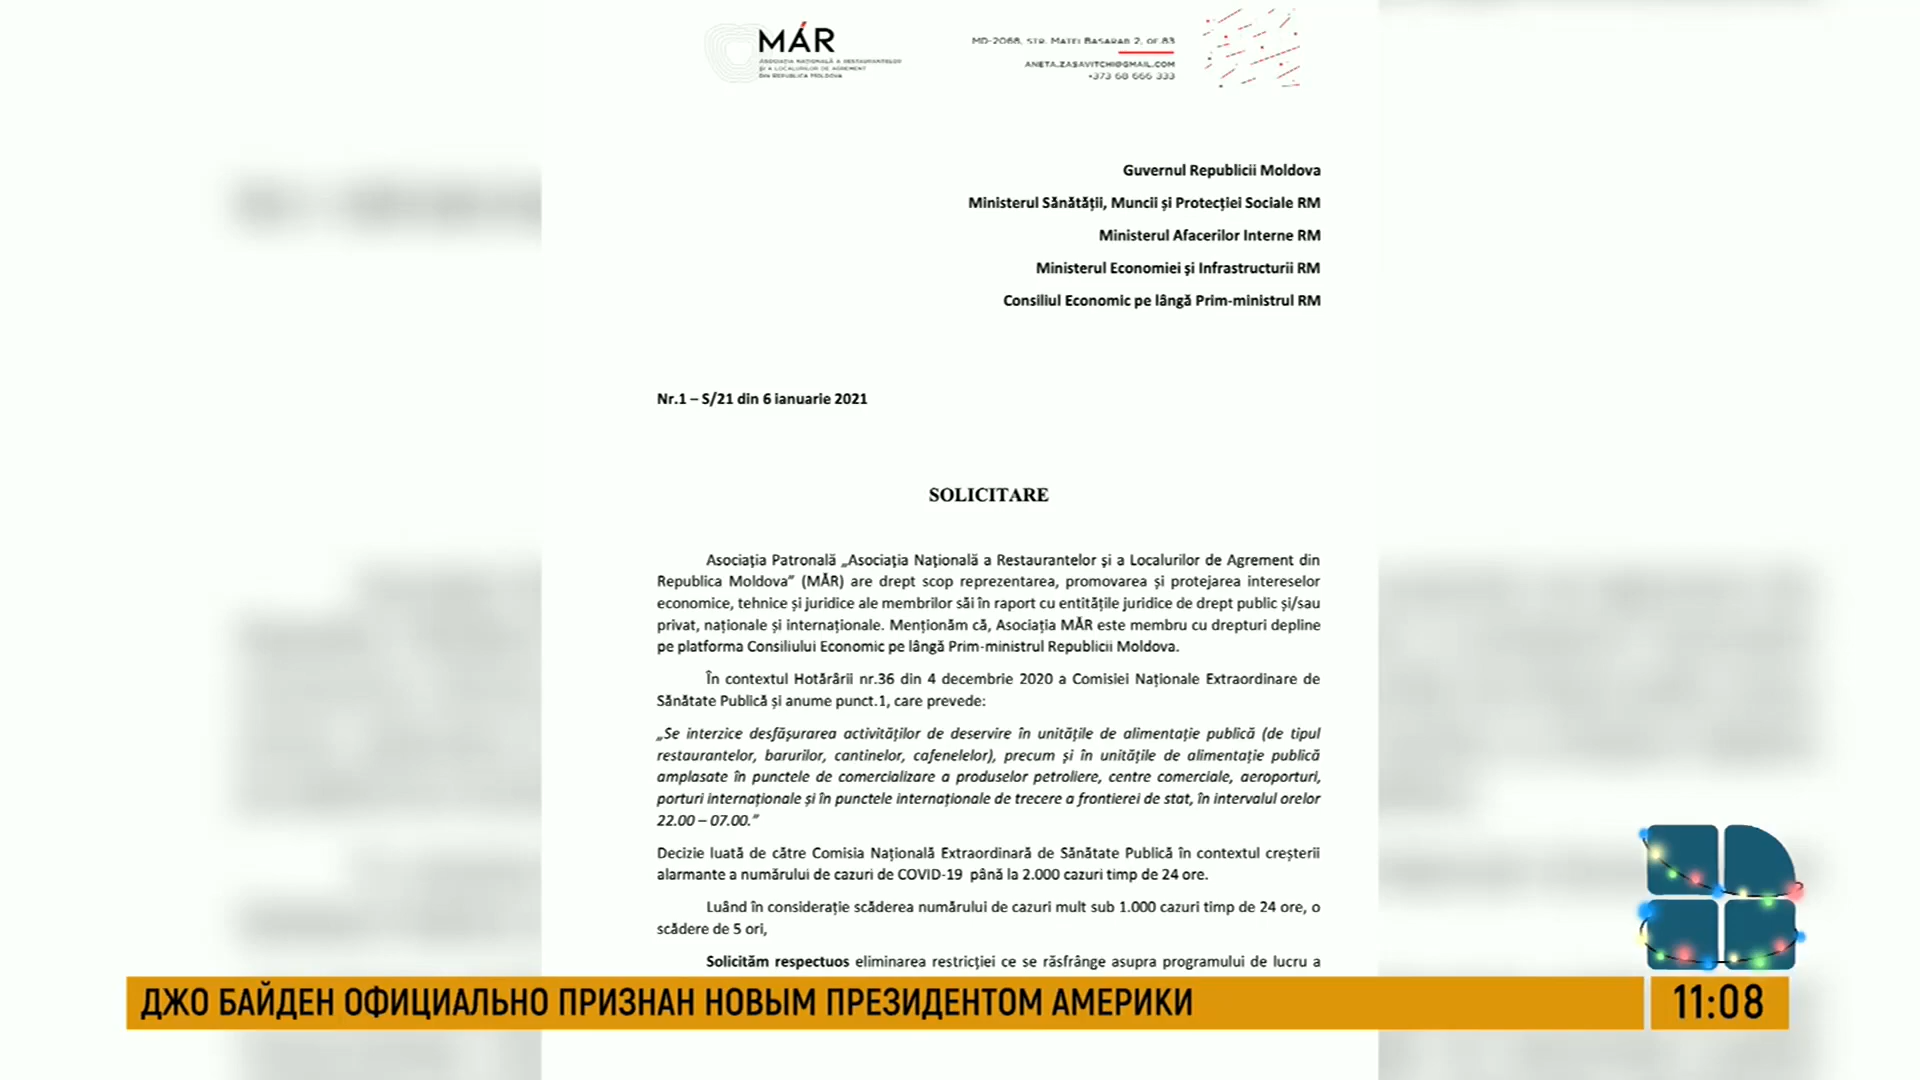 MĂR
ASOCIAȚIA NAȚIONALĂ A RESTAURANTELOR
ȘI A LOCALURILOR DE AGREMENT
DIN REPUBLICA MOLDOVA
MD-2068, STR. MATEI BASARAB 2, OF.83
ANETA.ZASAVITCHI@GMAIL.COM
+373 68 666 333
Guvernul Republicii Moldova
Ministerul Sănătății, Muncii și Protecției Sociale RM
Ministerul Afacerilor Interne RM
Ministerul Economiei și Infrastructurii RM
Consiliul Economic pe lângă Prim-ministrul RM
Nr.1 – S/21 din 6 ianuarie 2021
SOLICITARE
Asociația Patronală „Asociația Națională a Restaurantelor și a Localurilor de Agrement din
Republica Moldova” (MĂR) are drept scop reprezentarea, promovarea și protejarea intereselor
economice, tehnice și juridice ale membrilor săi în raport cu entitățile juridice de drept public și/sau
privat, naționale și internaționale. Menționăm că, Asociația MĂR este membru cu drepturi depline
pe platforma Consiliului Economic pe lângă Prim-ministrul Republicii Moldova.
În contextul Hotărârii nr.36 din 4 decembrie 2020 a Comisiei Naționale Extraordinare de
Sănătate Publică și anume punct.1, care prevede:
„Se interzice desfășurarea activităților de deservire în unitățile de alimentație publică (de tipul
restaurantelor, barurilor, cantinelor, cafenelelor), precum și în unitățile de alimentație publică
amplasate în punctele de comercializare a produselor petroliere, centre comerciale, aeroporturi,
porturi internaționale și în punctele internaționale de trecere a frontierei de stat, în intervalul orelor
22.00 – 07.00.”
Decizie luată de către Comisia Națională Extraordinară de Sănătate Publică în contextul creșterii
alarmante a numărului de cazuri de COVID-19 până la 2.000 cazuri timp de 24 ore.
Luând în considerație scăderea numărului de cazuri mult sub 1.000 cazuri timp de 24 ore, o
scădere de 5 ori,
Solicităm respectuos eliminarea restricției ce se răsfrânge asupra programului de lucru a
ДЖО БАЙДЕН ОФИЦИАЛЬНО ПРИЗНАН НОВЫМ ПРЕЗИДЕНТОМ АМЕРИКИ
11:08